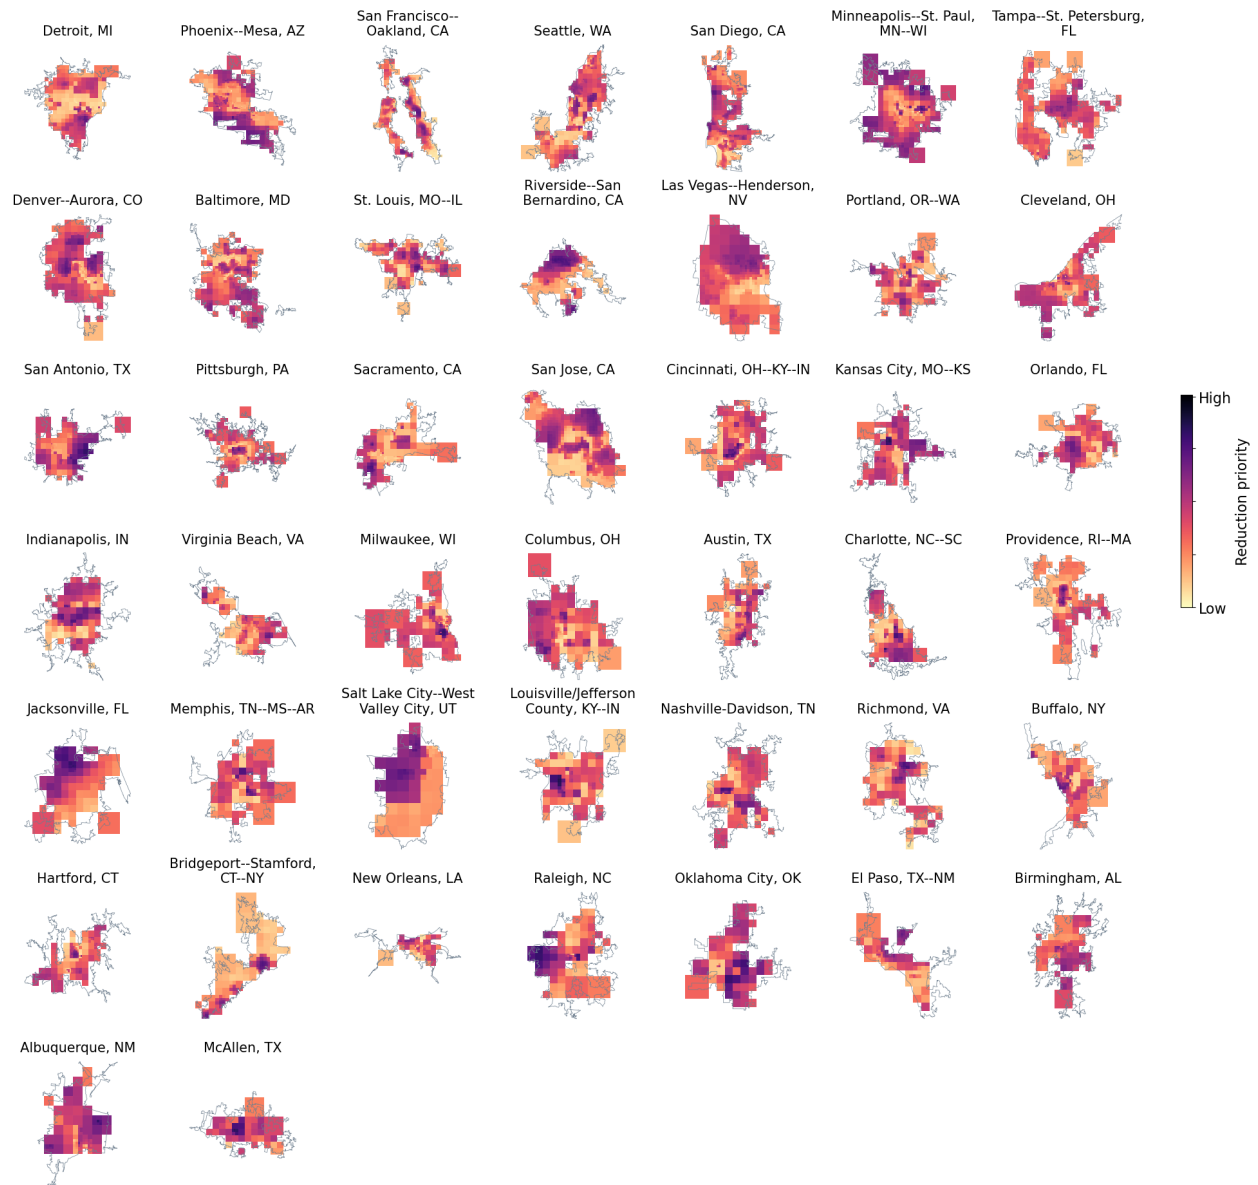 Detroit, MI
Phoenix--Mesa, AZ
San Francisco--
Oakland, CA
Seattle, WA
San Diego, CA
Minneapolis--St. Paul,
MN--WI
Tampa--St. Petersburg,
FL
Denver--Aurora, CO
Baltimore, MD
St. Louis, MO--IL
Riverside--San
Bernardino, CA
Las Vegas--Henderson,
NV
Portland, OR--WA
Cleveland, OH
San Antonio, TX
Pittsburgh, PA
Sacramento, CA
San Jose, CA
Cincinnati, OH--KY--IN
Kansas City, MO--KS
Orlando, FL
High
Reduction priority
Low
Indianapolis, IN
Virginia Beach, VA
Milwaukee, WI
Columbus, OH
Austin, TX
Charlotte, NC--SC
Providence, RI--MA
Jacksonville, FL
Memphis, TN--MS--AR
Salt Lake City--West
Valley City, UT
Louisville/Jefferson
County, KY--IN
Nashville-Davidson, TN
Richmond, VA
Buffalo, NY
Hartford, CT
Bridgeport--Stamford,
CT--NY
New Orleans, LA
Raleigh, NC
Oklahoma City, OK
El Paso, TX--NM
Birmingham, AL
Albuquerque, NM
McAllen, TX